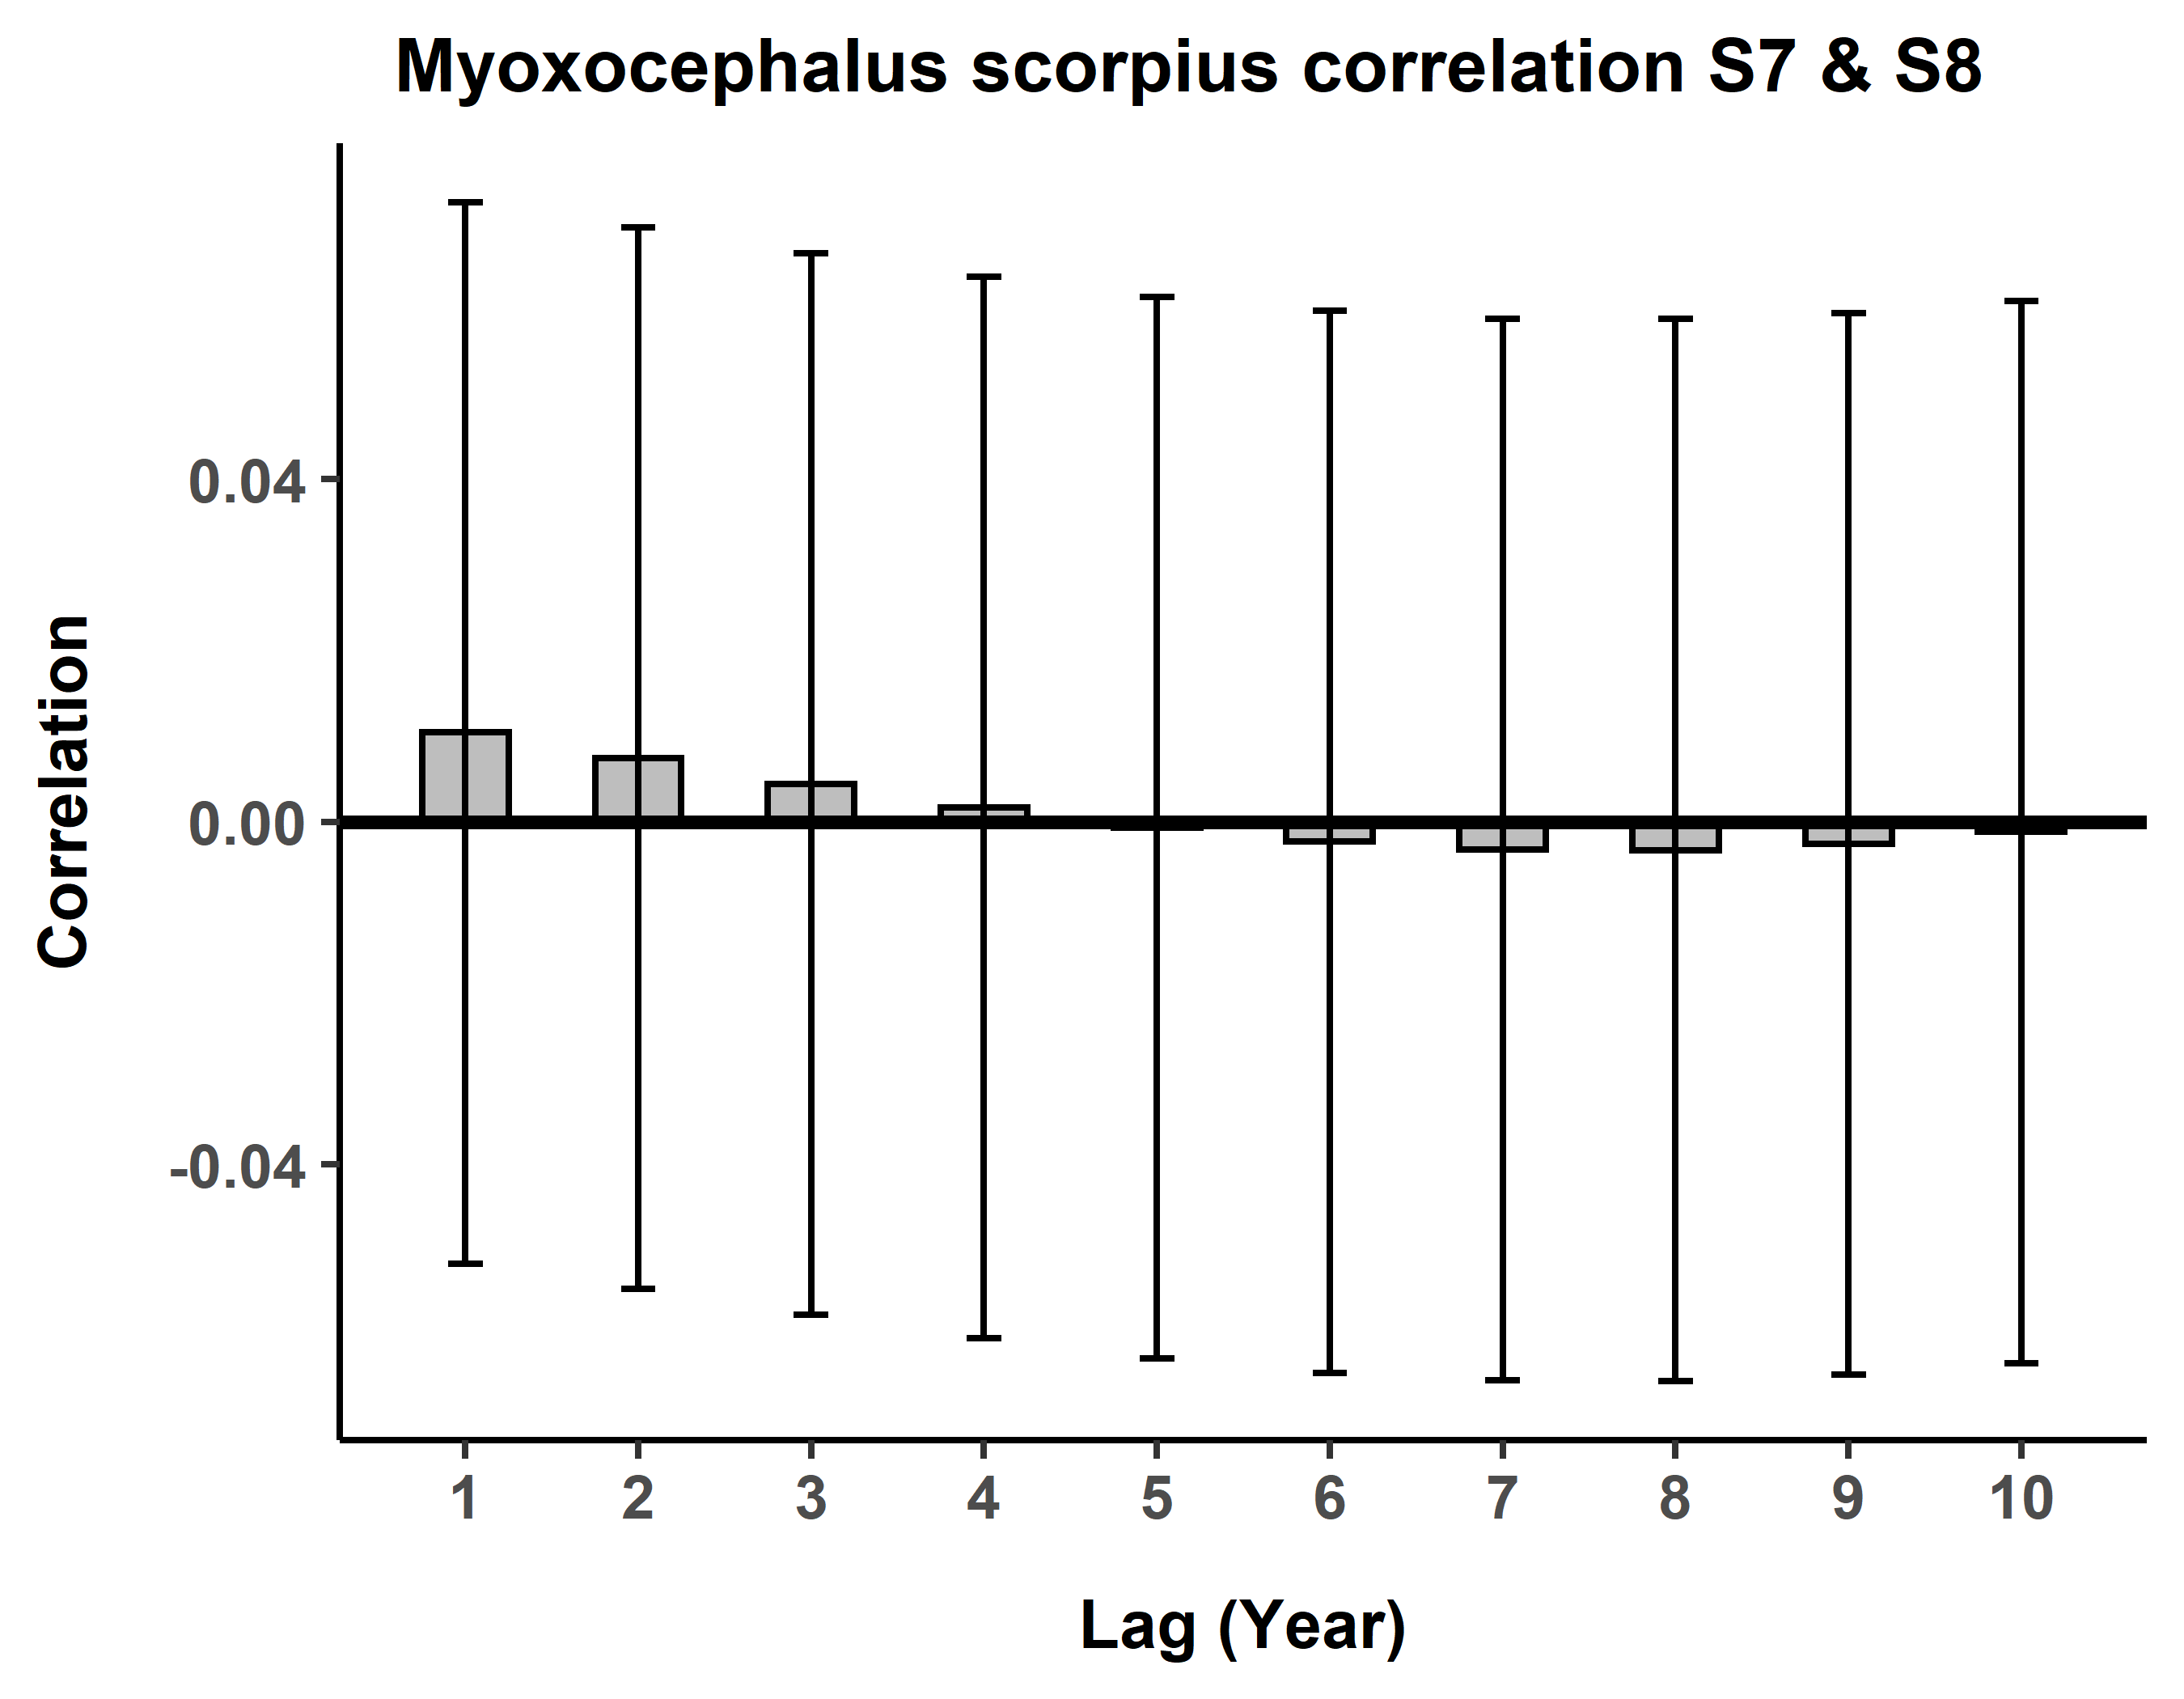 Myoxocephalus scorpius correlation S7 & S8
Correlation
0.04
0.00
-0.04
1 2 3 4 5 6 7 8 9 10
Lag (Year)